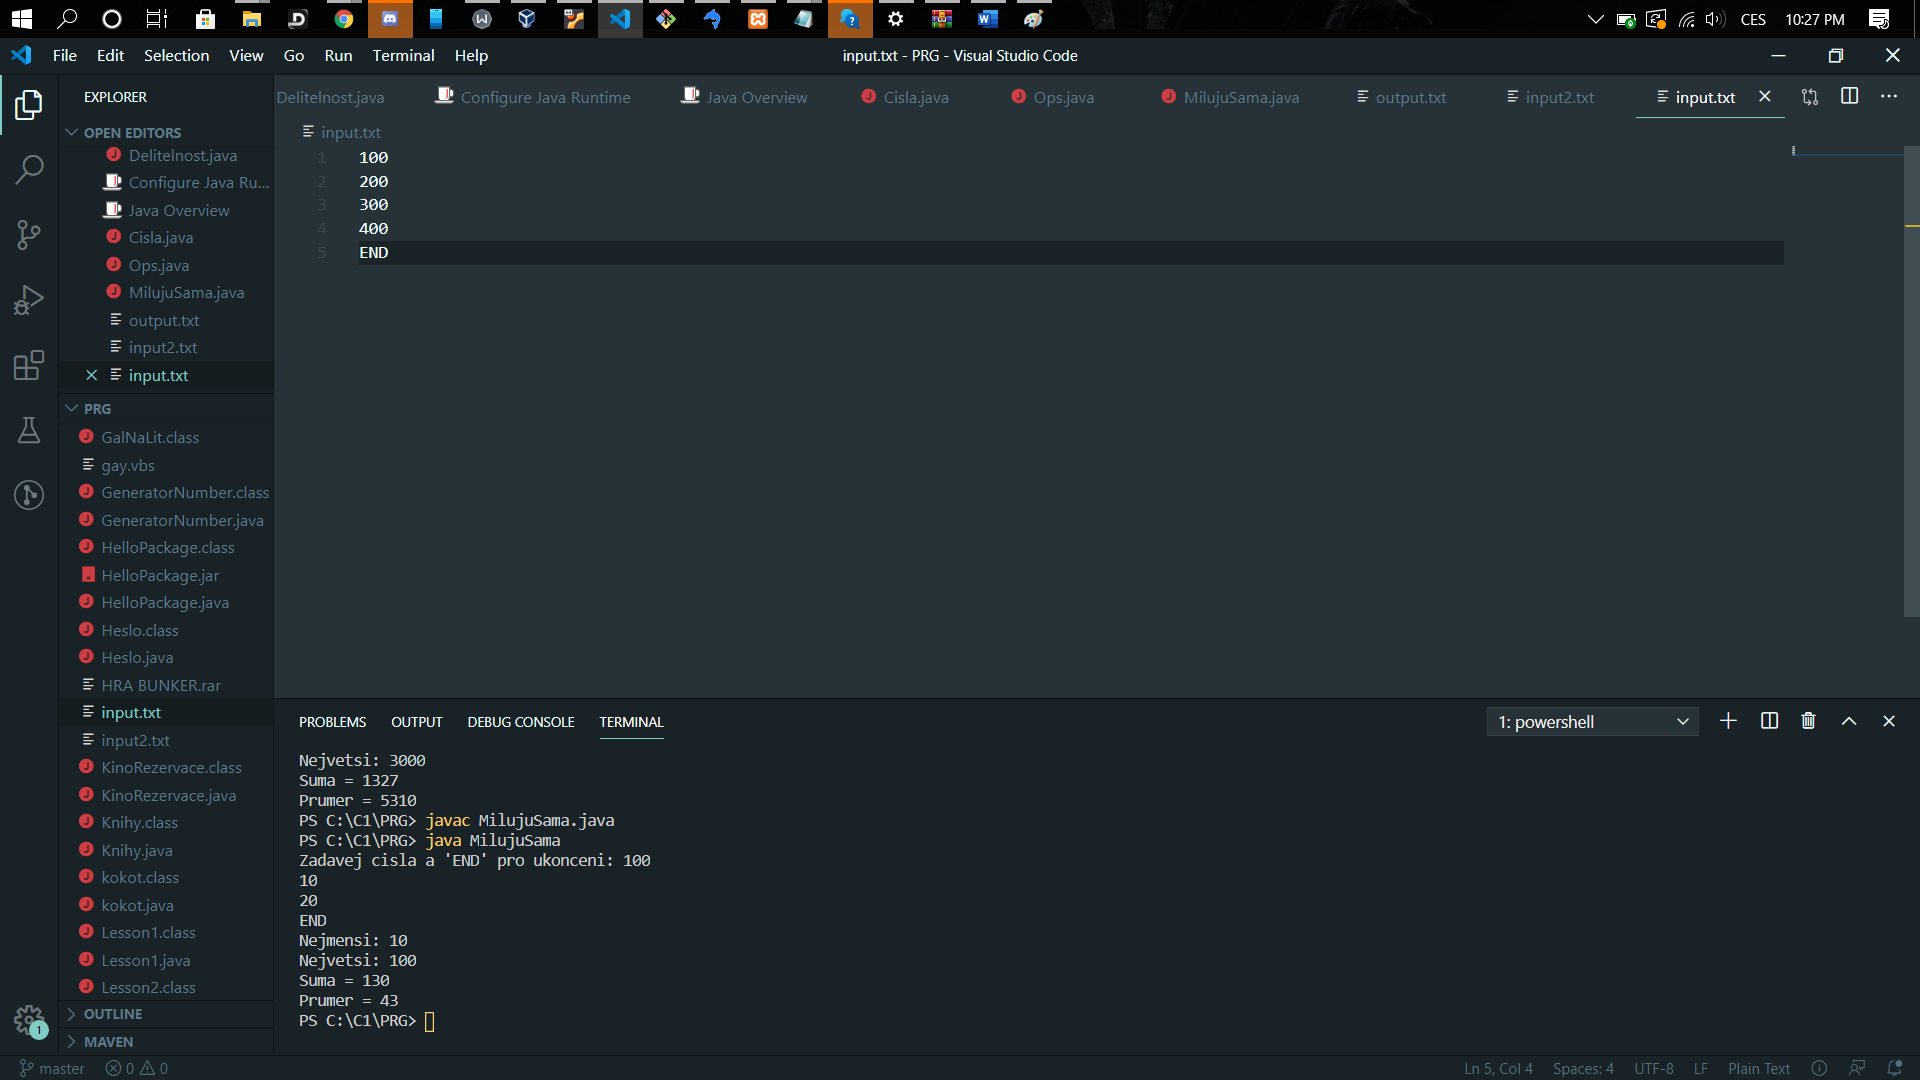 CES
10:27 PM
File Edit Selection View Go Run Terminal Help
input.txt - PRG - Visual Studio Code
EXPLORER
OPEN EDITORS
Delitelnost.java
Configure Java Ru...
Java Overview
Cisla.java
Ops.java
MilujuSama.java
output.txt
input2.txt
input.txt
PRG
GalNaLit.class
gay.vbs
GeneratorNumber.class
GeneratorNumber.java
HelloPackage.class
HelloPackage.jar
HelloPackage.java
Heslo.class
Heslo.java
HRA BUNKER.rar
input.txt
input2.txt
KinoRezervace.class
KinoRezervace.java
Knihy.class
Knihy.java
kokot.class
kokot.java
Lesson1.class
Lesson1.java
Lesson2.class
OUTLINE
MAVEN
Delitelnost.java Configure Java Runtime Java Overview Cisla.java Ops.java MilujuSama.java output.txt input2.txt input.txt
input.txt
1 100
2 200
3 300
4 400
5 END
PROBLEMS OUTPUT DEBUG CONSOLE TERMINAL
1: powershell
Nejvetsi: 3000
Suma = 1327
Prumer = 5310
PS C:\C1\PRG> javac MilujuSama.java
PS C:\C1\PRG> java MilujuSama
Zadavej cisla a 'END' pro ukonceni: 100
10
20
END
Nejmensi: 10
Nejvetsi: 100
Suma = 130
Prumer = 43
PS C:\C1\PRG>
1
master 0 0
Ln 5, Col 4 Spaces: 4 UTF-8 LF Plain Text